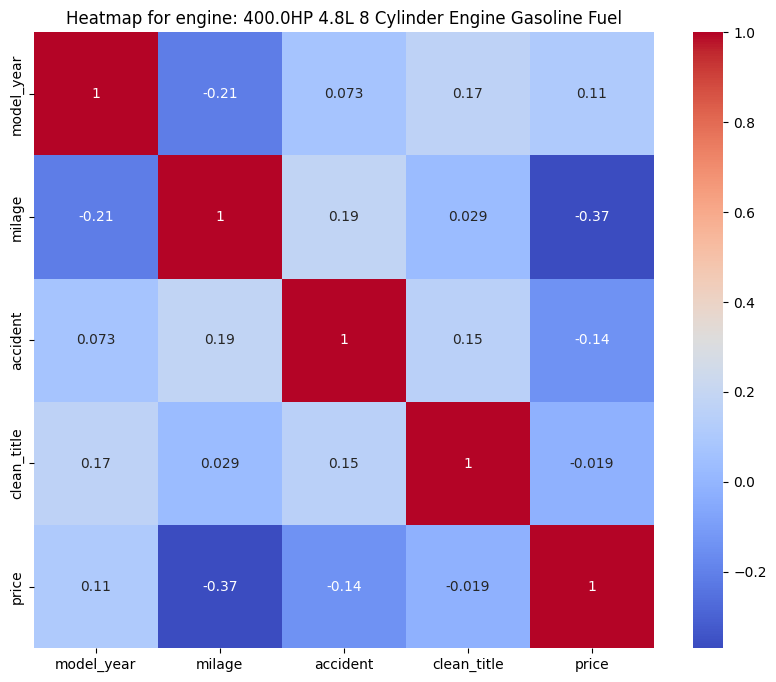 Heatmap for engine: 400.0HP 4.8L 8 Cylinder Engine Gasoline Fuel
model_year
1
-0.21
0.073
0.17
0.11
milage
-0.21
1
0.19
0.029
-0.37
accident
0.073
0.19
1
0.15
-0.14
clean_title
0.17
0.029
0.15
1
-0.019
price
0.11
-0.37
-0.14
-0.019
1
model_year
milage
accident
clean_title
price
1.0
0.8
0.6
0.4
0.2
0.0
−0.2